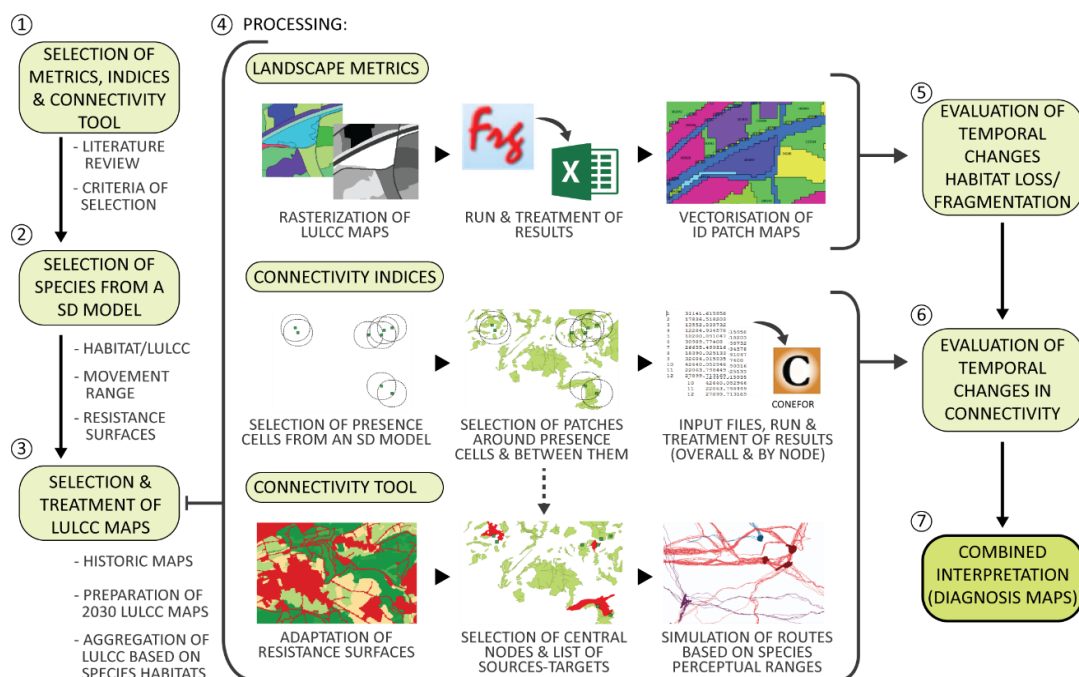 ①
SELECTION OF
METRICS, INDICES
& CONNECTIVITY
TOOL
- LITERATURE
REVIEW
- CRITERIA OF
SELECTION
②
SELECTION OF
SPECIES FROM A
SD MODEL
- HABITAT/LULCC
- MOVEMENT
RANGE
- RESISTANCE
SURFACES
③
SELECTION &
TREATMENT OF
LULCC MAPS
- HISTORIC MAPS
- PREPARATION OF
2030 LULCC MAPS
- AGGREGATION OF
LULCC BASED ON
SPECIES HABITATS
④ PROCESSING:
LANDSCAPE METRICS
Frg
X
RASTERIZATION OF
LULCC MAPS
RUN & TREATMENT OF
RESULTS
VECTORISATION OF
ID PATCH MAPS
CONNECTIVITY INDICES
C
CONEFOR
SELECTION OF PRESENCE
CELLS FROM AN SD MODEL
SELECTION OF PATCHES
AROUND PRESENCE
CELLS & BETWEEN THEM
INPUT FILES, RUN &
TREATMENT OF RESULTS
(OVERALL & BY NODE)
CONNECTIVITY TOOL
ADAPTATION OF
RESISTANCE SURFACES
SELECTION OF CENTRAL
NODES & LIST OF
SOURCES-TARGETS
SIMULATION OF ROUTES
BASED ON SPECIES
PERCEPTUAL RANGES
⑤
EVALUATION OF
TEMPORAL
CHANGES
HABITAT LOSS/
FRAGMENTATION
⑥
EVALUATION OF
TEMPORAL
CHANGES IN
CONNECTIVITY
⑦
COMBINED
INTERPRETATION
(DIAGNOSIS MAPS)